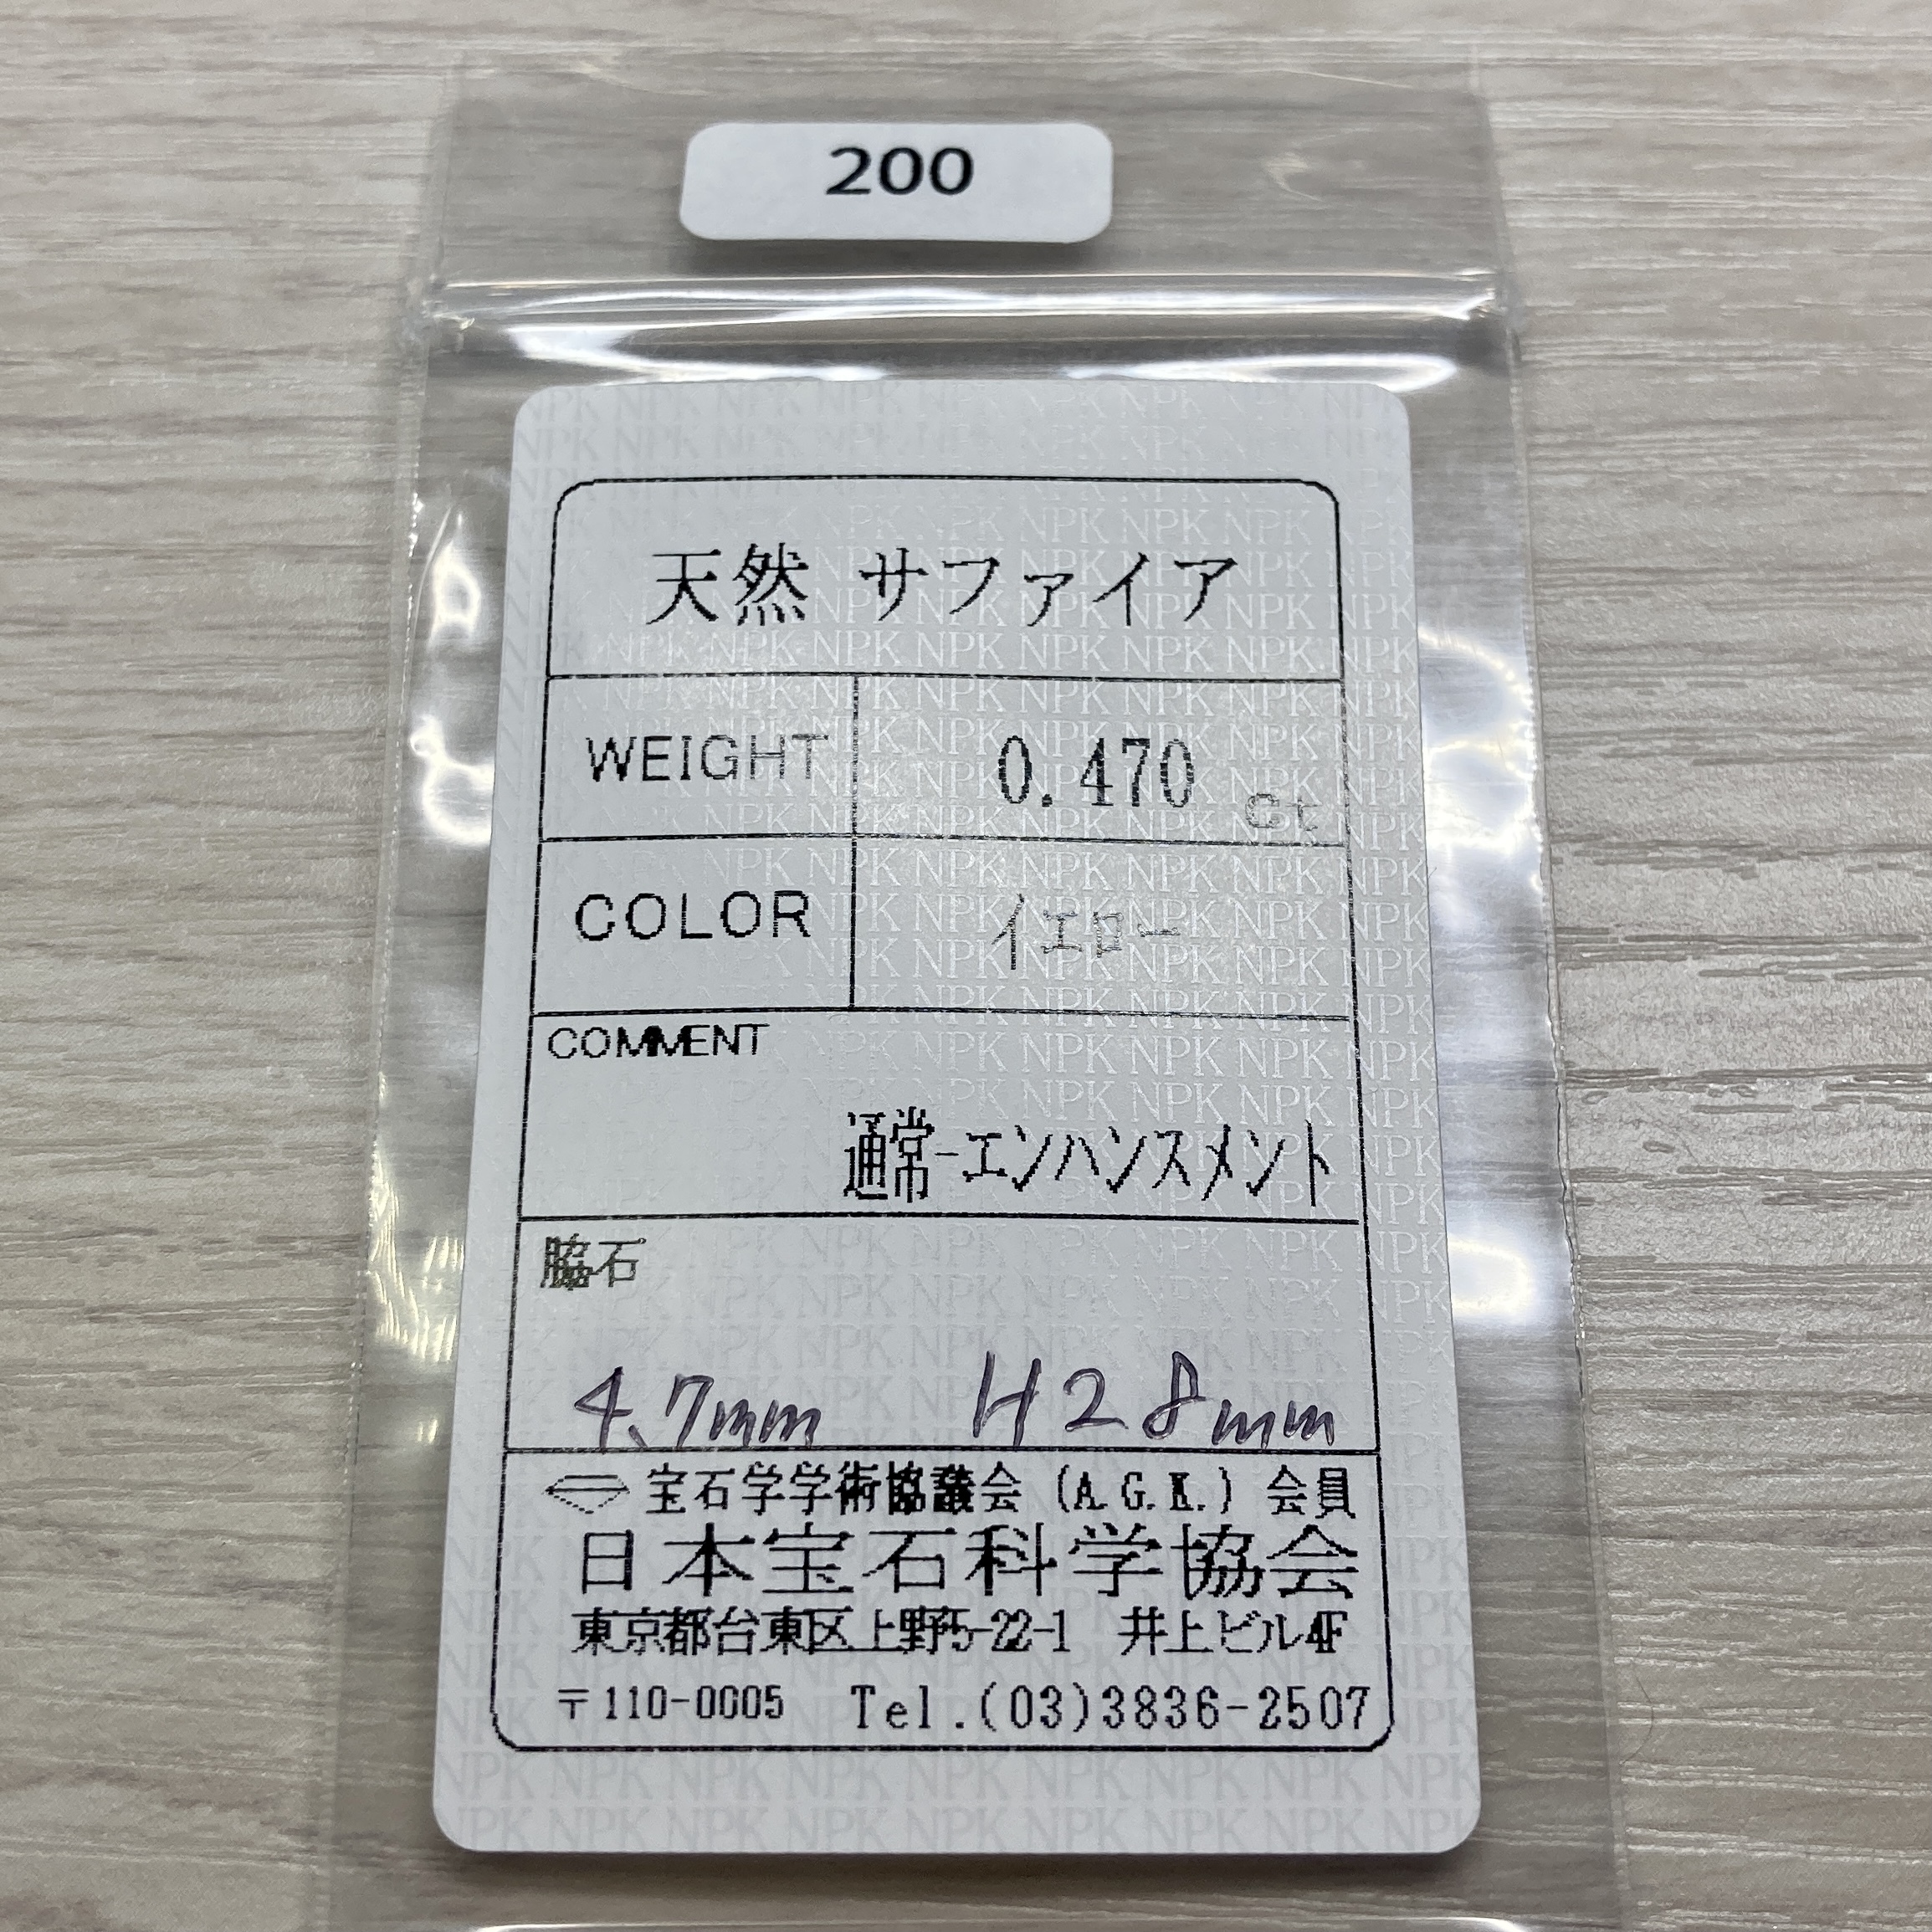 200
天然 サファイア
WEIGHT 0.470 ct
COLOR イエロー
COMMENT
通常-エンハンスメント
脇石
4.7mm H28mm
宝石学学術協議会 (A.G.K.) 会員
日本宝石科学協会
東京都台東区上野5-22-1 井上ビル4F
〒110-0005 Tel.(03)3836-2507